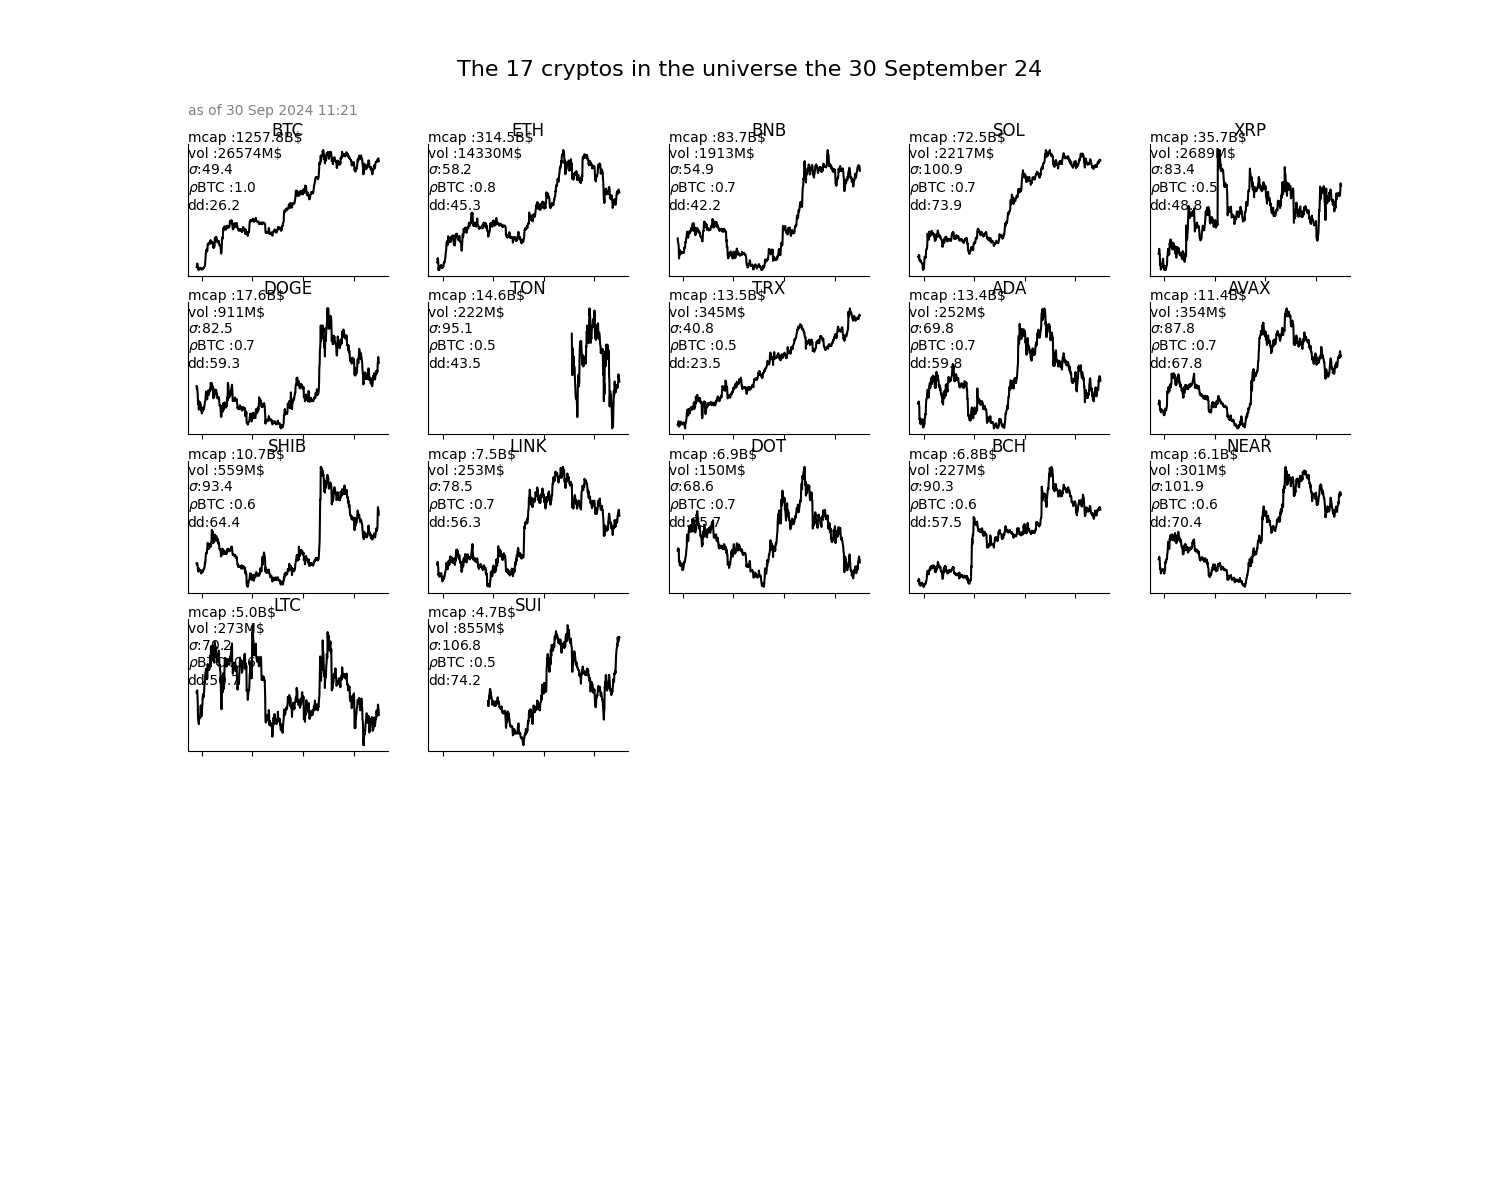 The 17 cryptos in the universe the 30 September 24
as of 30 Sep 2024 11:21
BTC
mcap :1257.8B$
vol :26574M$
σ:49.4
ρBTC :1.0
dd:26.2
ETH
mcap :314.5B$
vol :14330M$
σ:58.2
ρBTC :0.8
dd:45.3
BNB
mcap :83.7B$
vol :1913M$
σ:54.9
ρBTC :0.7
dd:42.2
SOL
mcap :72.5B$
vol :2217M$
σ:100.9
ρBTC :0.7
dd:73.9
XRP
mcap :35.7B$
vol :2689M$
σ:83.4
ρBTC :0.5
dd:48.8
DOGE
mcap :17.6B$
vol :911M$
σ:82.5
ρBTC :0.7
dd:59.3
TON
mcap :14.6B$
vol :222M$
σ:95.1
ρBTC :0.5
dd:43.5
TRX
mcap :13.5B$
vol :345M$
σ:40.8
ρBTC :0.5
dd:23.5
ADA
mcap :13.4B$
vol :252M$
σ:69.8
ρBTC :0.7
dd:59.8
AVAX
mcap :11.4B$
vol :354M$
σ:87.8
ρBTC :0.7
dd:67.8
SHIB
mcap :10.7B$
vol :559M$
σ:93.4
ρBTC :0.6
dd:64.4
LINK
mcap :7.5B$
vol :253M$
σ:78.5
ρBTC :0.7
dd:56.3
DOT
mcap :6.9B$
vol :150M$
σ:68.6
ρBTC :0.7
BCH
mcap :6.8B$
vol :227M$
σ:90.3
ρBTC :0.6
dd:57.5
NEAR
mcap :6.1B$
vol :301M$
σ:101.9
ρBTC :0.6
dd:70.4
LTC
mcap :5.0B$
vol :273M$
σ:70.2
ρBTC :0.6
SUI
mcap :4.7B$
vol :855M$
σ:106.8
ρBTC :0.5
dd:74.2